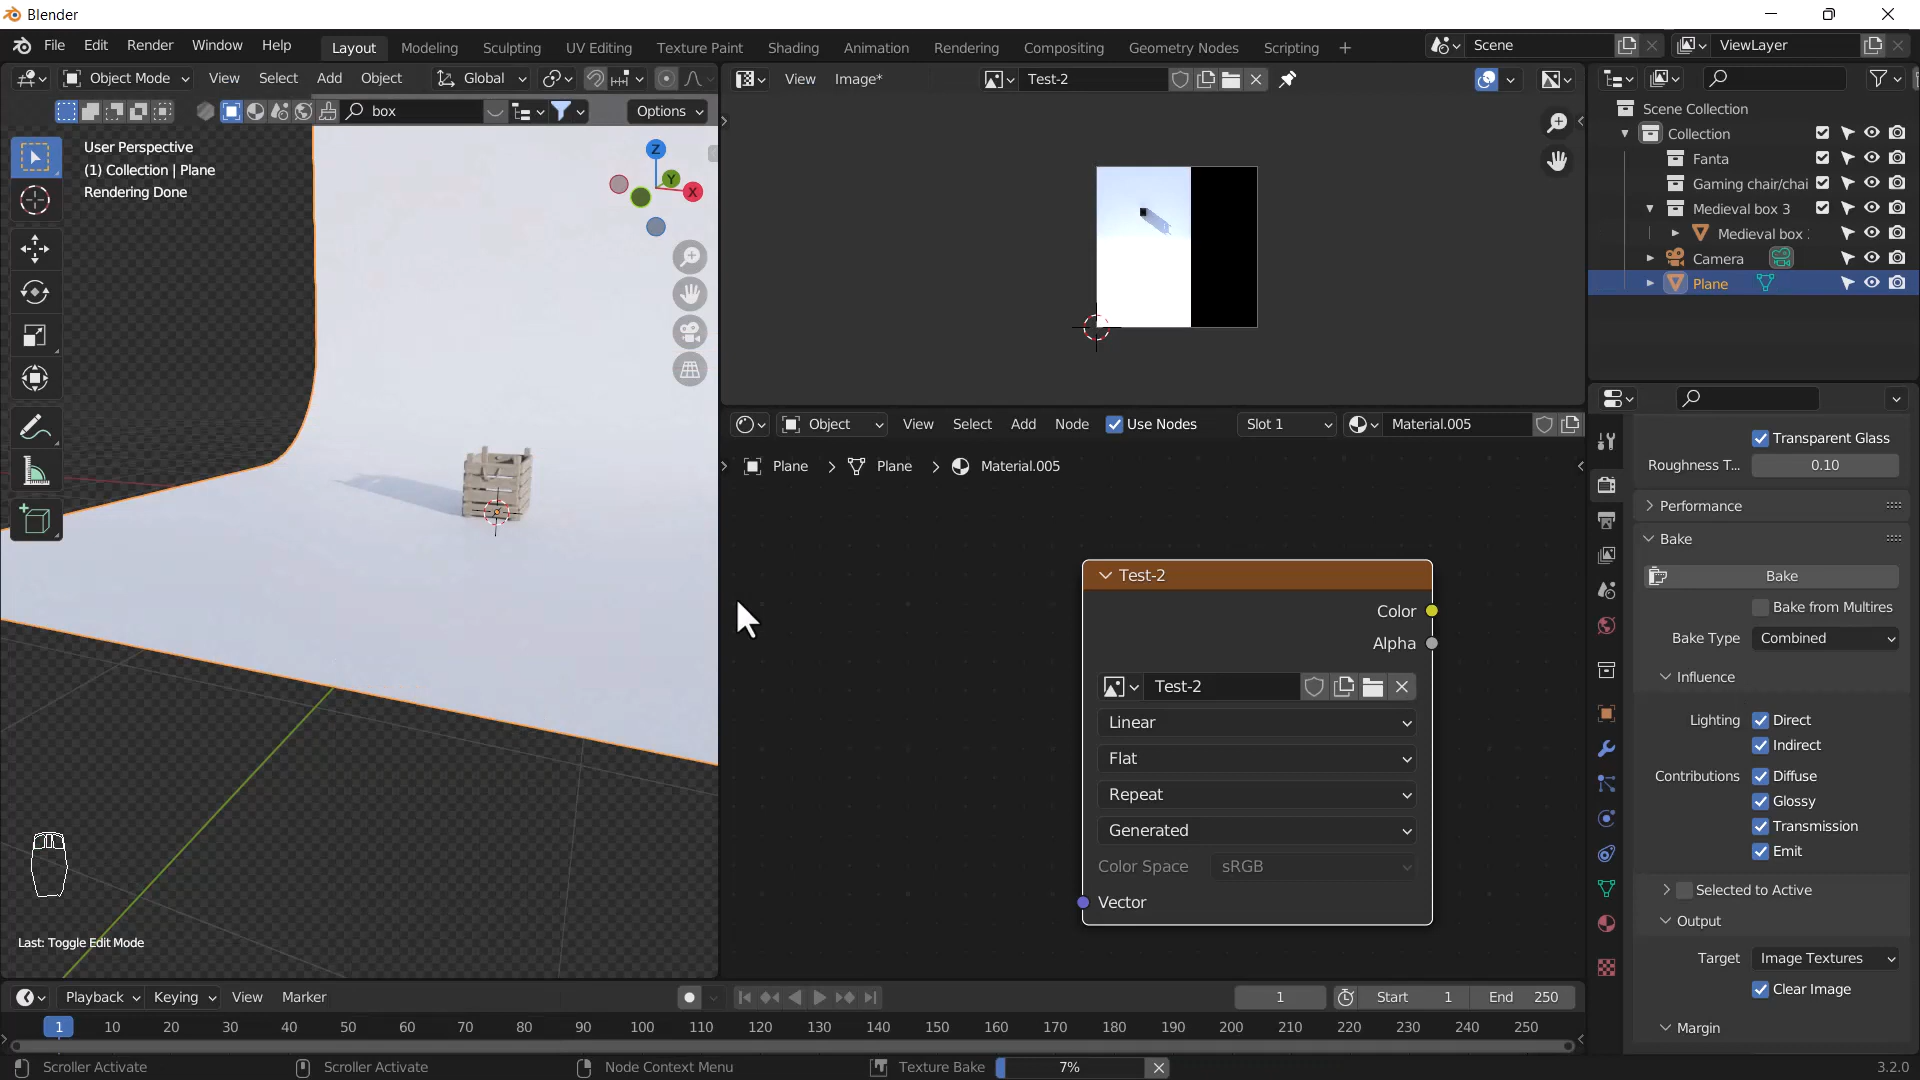 Blender
File Edit Render Window Help
Layout Modeling Sculpting UV Editing Texture Paint Shading Animation Rendering Compositing Geometry Nodes Scripting +
Scene
ViewLayer
Object Mode View Select Add Object Global
box
Options
User Perspective
(1) Collection | Plane
Rendering Done
Z
Y
X
Last: Toggle Edit Mode
View Image*
Test-2
Object View Select Add Node Use Nodes Slot 1 Material.005
Plane Plane Material.005
Test-2
Color
Alpha
Test-2
Linear
Flat
Repeat
Generated
Color Space sRGB
Vector
Scene Collection
Collection
Fanta
Gaming chair/chai
Medieval box 3
Medieval box
Camera
Plane
Transparent Glass
Roughness T... 0.10
Performance
Bake
Bake
Bake from Multires
Bake Type Combined
Influence
Lighting Direct
Indirect
Contributions Diffuse
Glossy
Transmission
Emit
Selected to Active
Output
Target Image Textures
Clear Image
Margin
Playback Keying View Marker
1 Start 1 End 250
1 10 20 30 40 50 60 70 80 90 100 110 120 130 140 150 160 170 180 190 200 210 220 230 240 250
Scroller Activate Scroller Activate Node Context Menu Texture Bake 7% 3.2.0